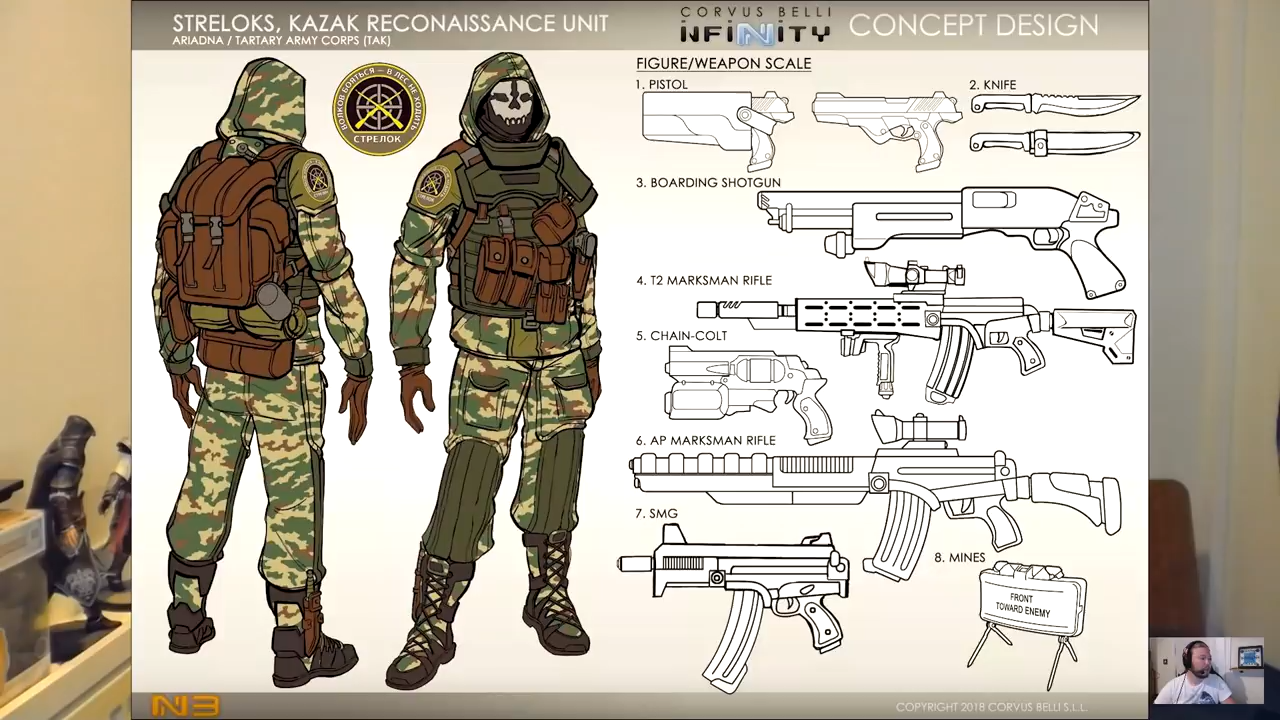 STRELOKS, KAZAK RECONAISSANCE UNIT
ARIADNA / TARTARY ARMY CORPS (TAK)
CORVUS BELLI
INFINITY
CONCEPT DESIGN
ВОЛКОВ БОЯТЬСЯ — В ЛЕС НЕ ХОДИТЬ
СТРЕЛОК
FIGURE/WEAPON SCALE
1. PISTOL
2. KNIFE
3. BOARDING SHOTGUN
4. T2 MARKSMAN RIFLE
5. CHAIN-COLT
6. AP MARKSMAN RIFLE
7. SMG
8. MINES
FRONT
TOWARD ENEMY
N3
COPYRIGHT 2018 CORVUS BELLI S.L.L.